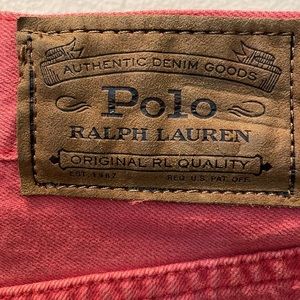 AUTHENTIC DENIM GOODS
Polo
RALPH LAUREN
ORIGINAL RL QUALITY
EST. 1967 REG. U.S. PAT. OFF.